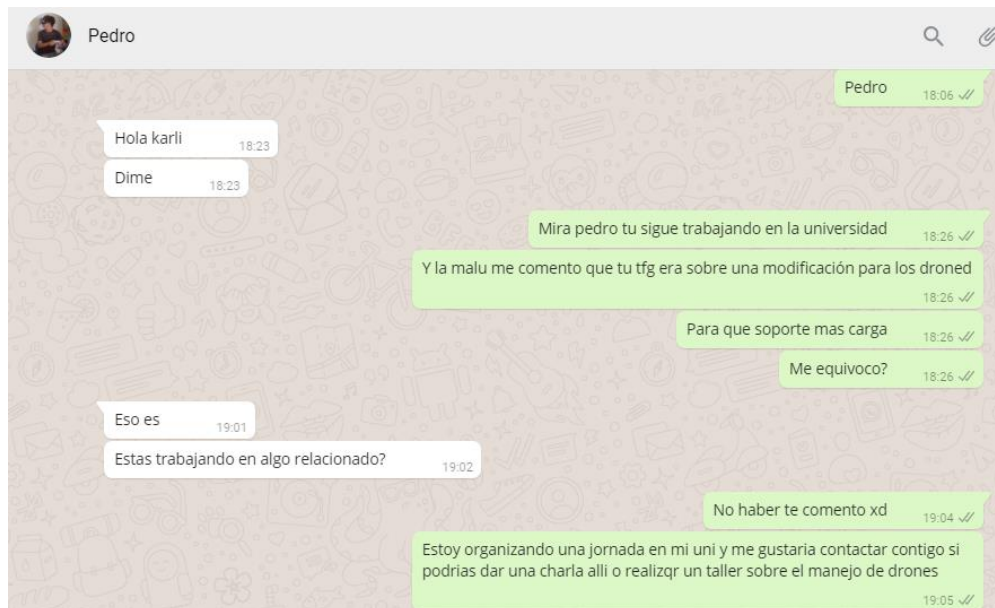 Pedro
Pedro
18:06
Hola karli
18:23
Dime
18:23
Mira pedro tu sigue trabajando en la universidad
18:26
Y la malu me comento que tu tfg era sobre una modificación para los droned
18:26
Para que soporte mas carga
18:26
Me equivoco?
18:26
Eso es
19:01
Estas trabajando en algo relacionado?
19:02
No haber te comento xd
19:04
Estoy organizando una jornada en mi uni y me gustaria contactar contigo si
podrias dar una charla alli o realizqr un taller sobre el manejo de drones
19:05